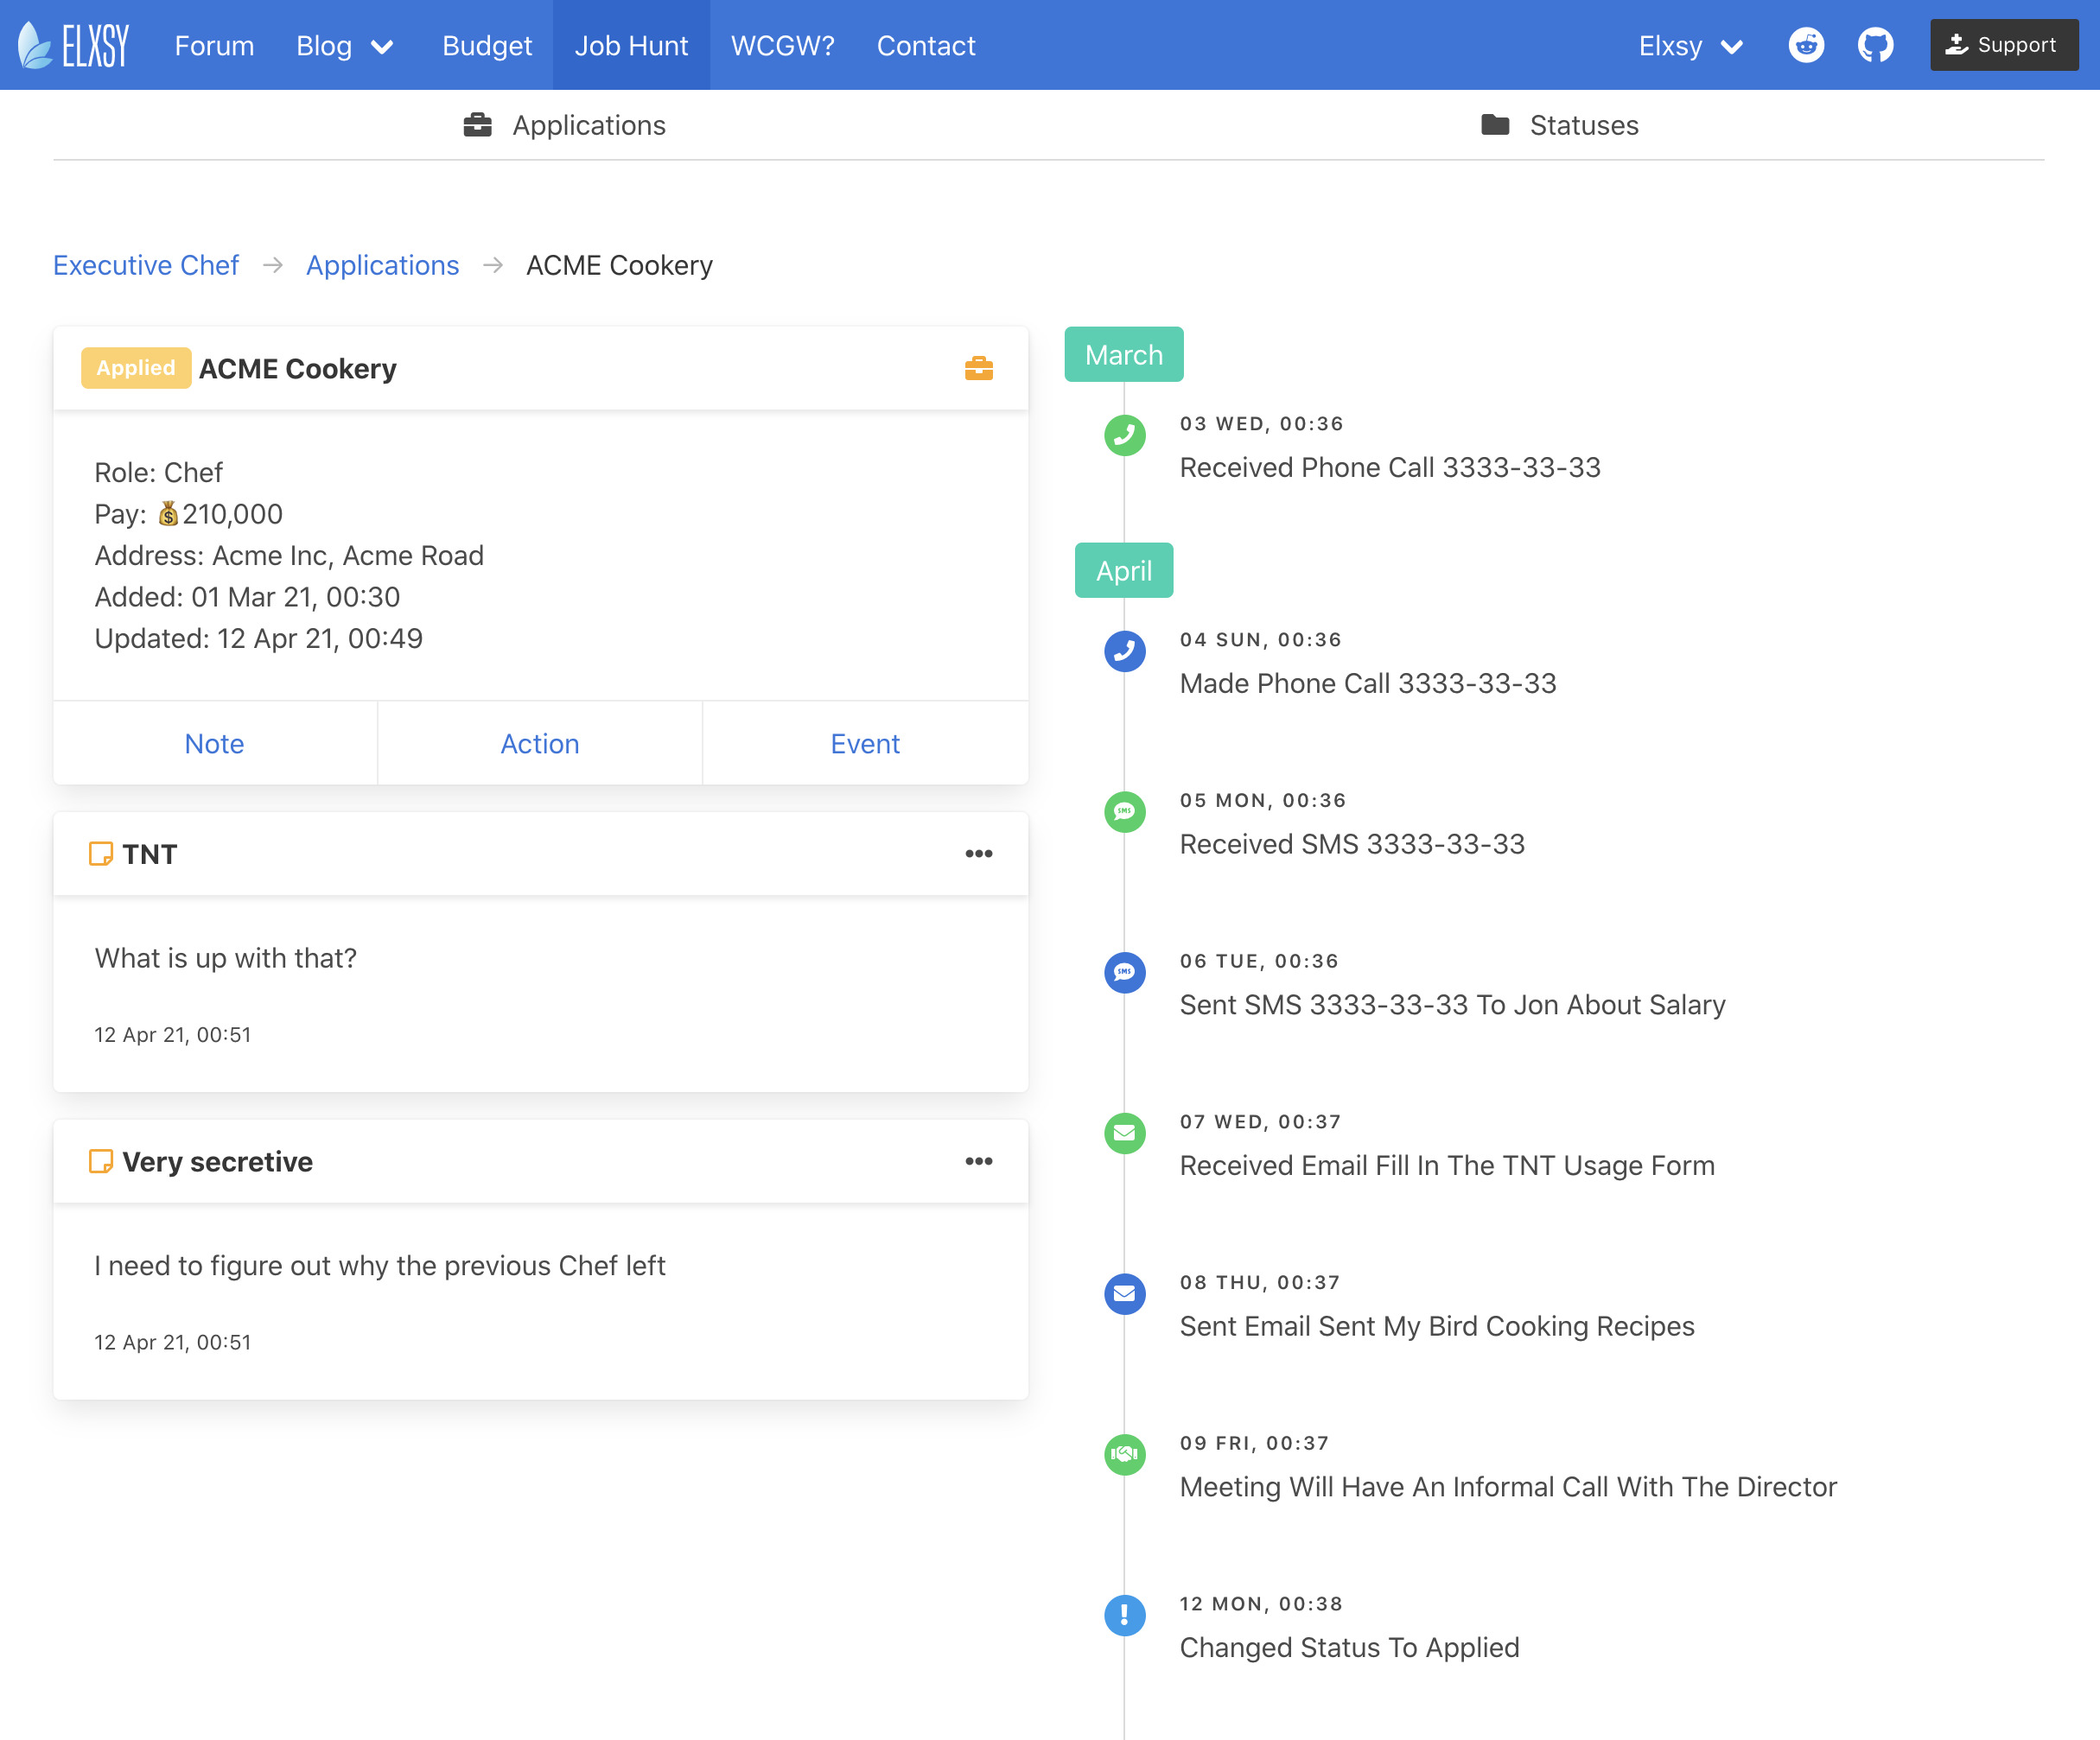 ELXSY Forum Blog Budget Job Hunt WCGW? Contact Elxsy Support
Applications Statuses
Executive Chef → Applications → ACME Cookery
Applied ACME Cookery
Role: Chef
Pay: 💰210,000
Address: Acme Inc, Acme Road
Added: 01 Mar 21, 00:30
Updated: 12 Apr 21, 00:49
Note Action Event
TNT
What is up with that?
12 Apr 21, 00:51
Very secretive
I need to figure out why the previous Chef left
12 Apr 21, 00:51
March
03 WED, 00:36
Received Phone Call 3333-33-33
April
04 SUN, 00:36
Made Phone Call 3333-33-33
05 MON, 00:36
SMS
Received SMS 3333-33-33
06 TUE, 00:36
SMS
Sent SMS 3333-33-33 To Jon About Salary
07 WED, 00:37
Received Email Fill In The TNT Usage Form
08 THU, 00:37
Sent Email Sent My Bird Cooking Recipes
09 FRI, 00:37
Meeting Will Have An Informal Call With The Director
12 MON, 00:38
Changed Status To Applied